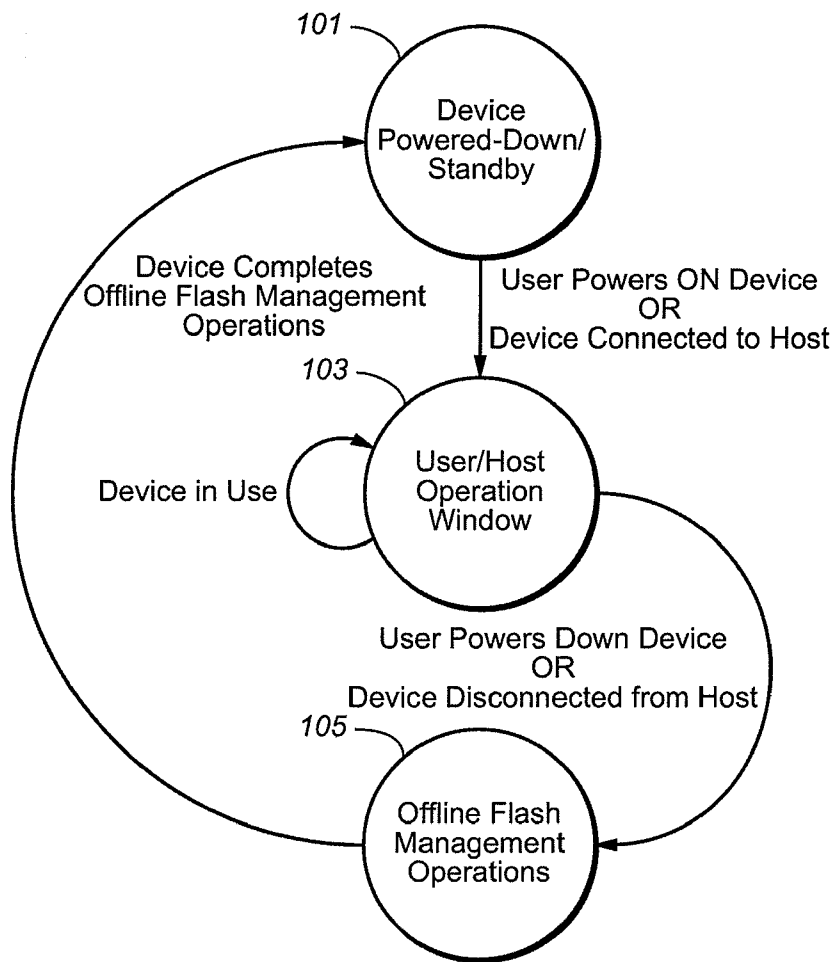 101
Device
Powered-Down/
Standby
Device Completes
Offline Flash Management
Operations
User Powers ON Device
OR
Device Connected to Host
103
User/Host
Operation
Window
Device in Use
User Powers Down Device
OR
Device Disconnected from Host
105
Offline Flash
Management
Operations